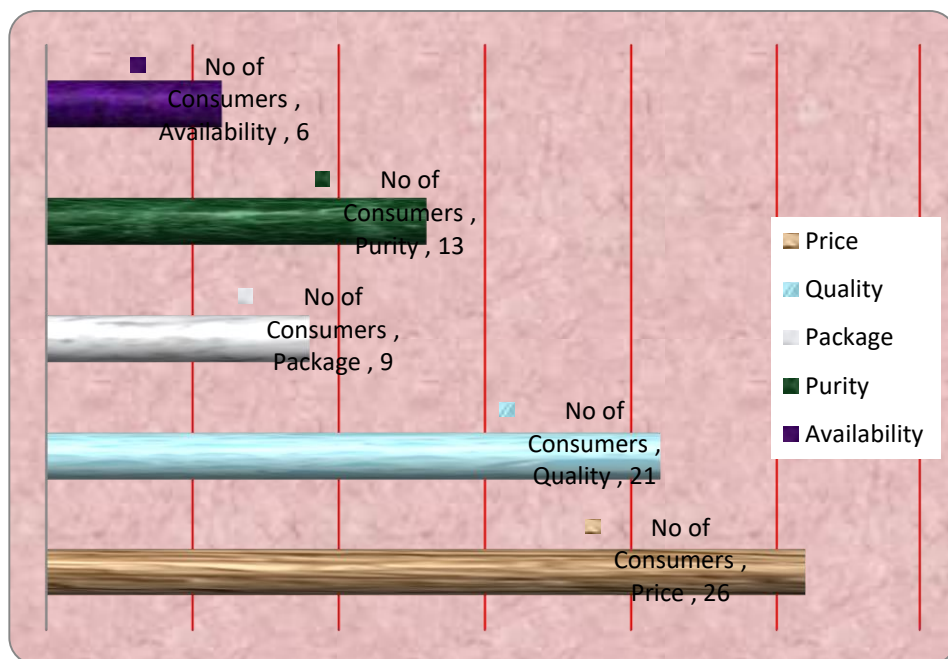 No of
Consumers ,
Availability , 6
No of
Consumers ,
Purity , 13
No of
Consumers ,
Package , 9
No of
Consumers ,
Quality , 21
No of
Consumers ,
Price , 26
Price
Quality
Package
Purity
Availability